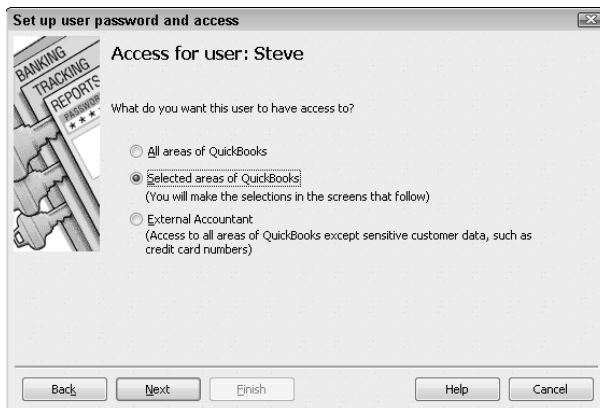 Set up user password and access
BANKING
TRACKING
REPORTS
PASSWOR
* * *
Access for user: Steve
What do you want this user to have access to?
All areas of QuickBooks
Selected areas of QuickBooks
(You will make the selections in the screens that follow)
External Accountant
(Access to all areas of QuickBooks except sensitive customer data, such as
credit card numbers)
Back Next Finish Help Cancel